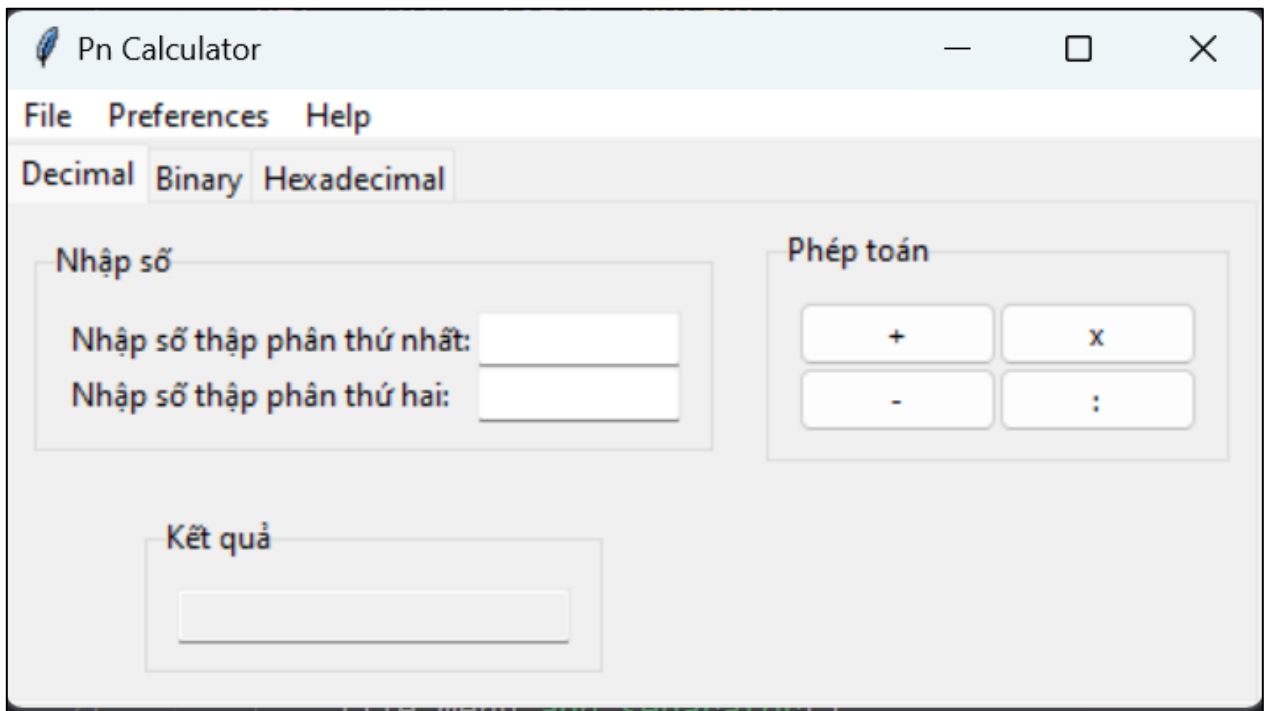 Pn Calculator
File Preferences Help
Decimal Binary Hexadecimal
Nhập số
Nhập số thập phân thứ nhất:
Nhập số thập phân thứ hai:
Phép toán
+ x
- :
Kết quả